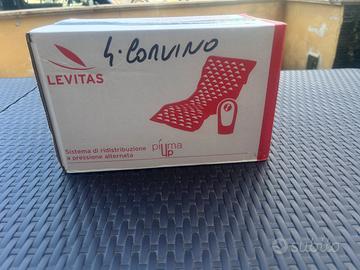 G. CORVINO
LEVITAS
Sistema di ridistribuzione
a pressione alternata
piuma
UP
subito